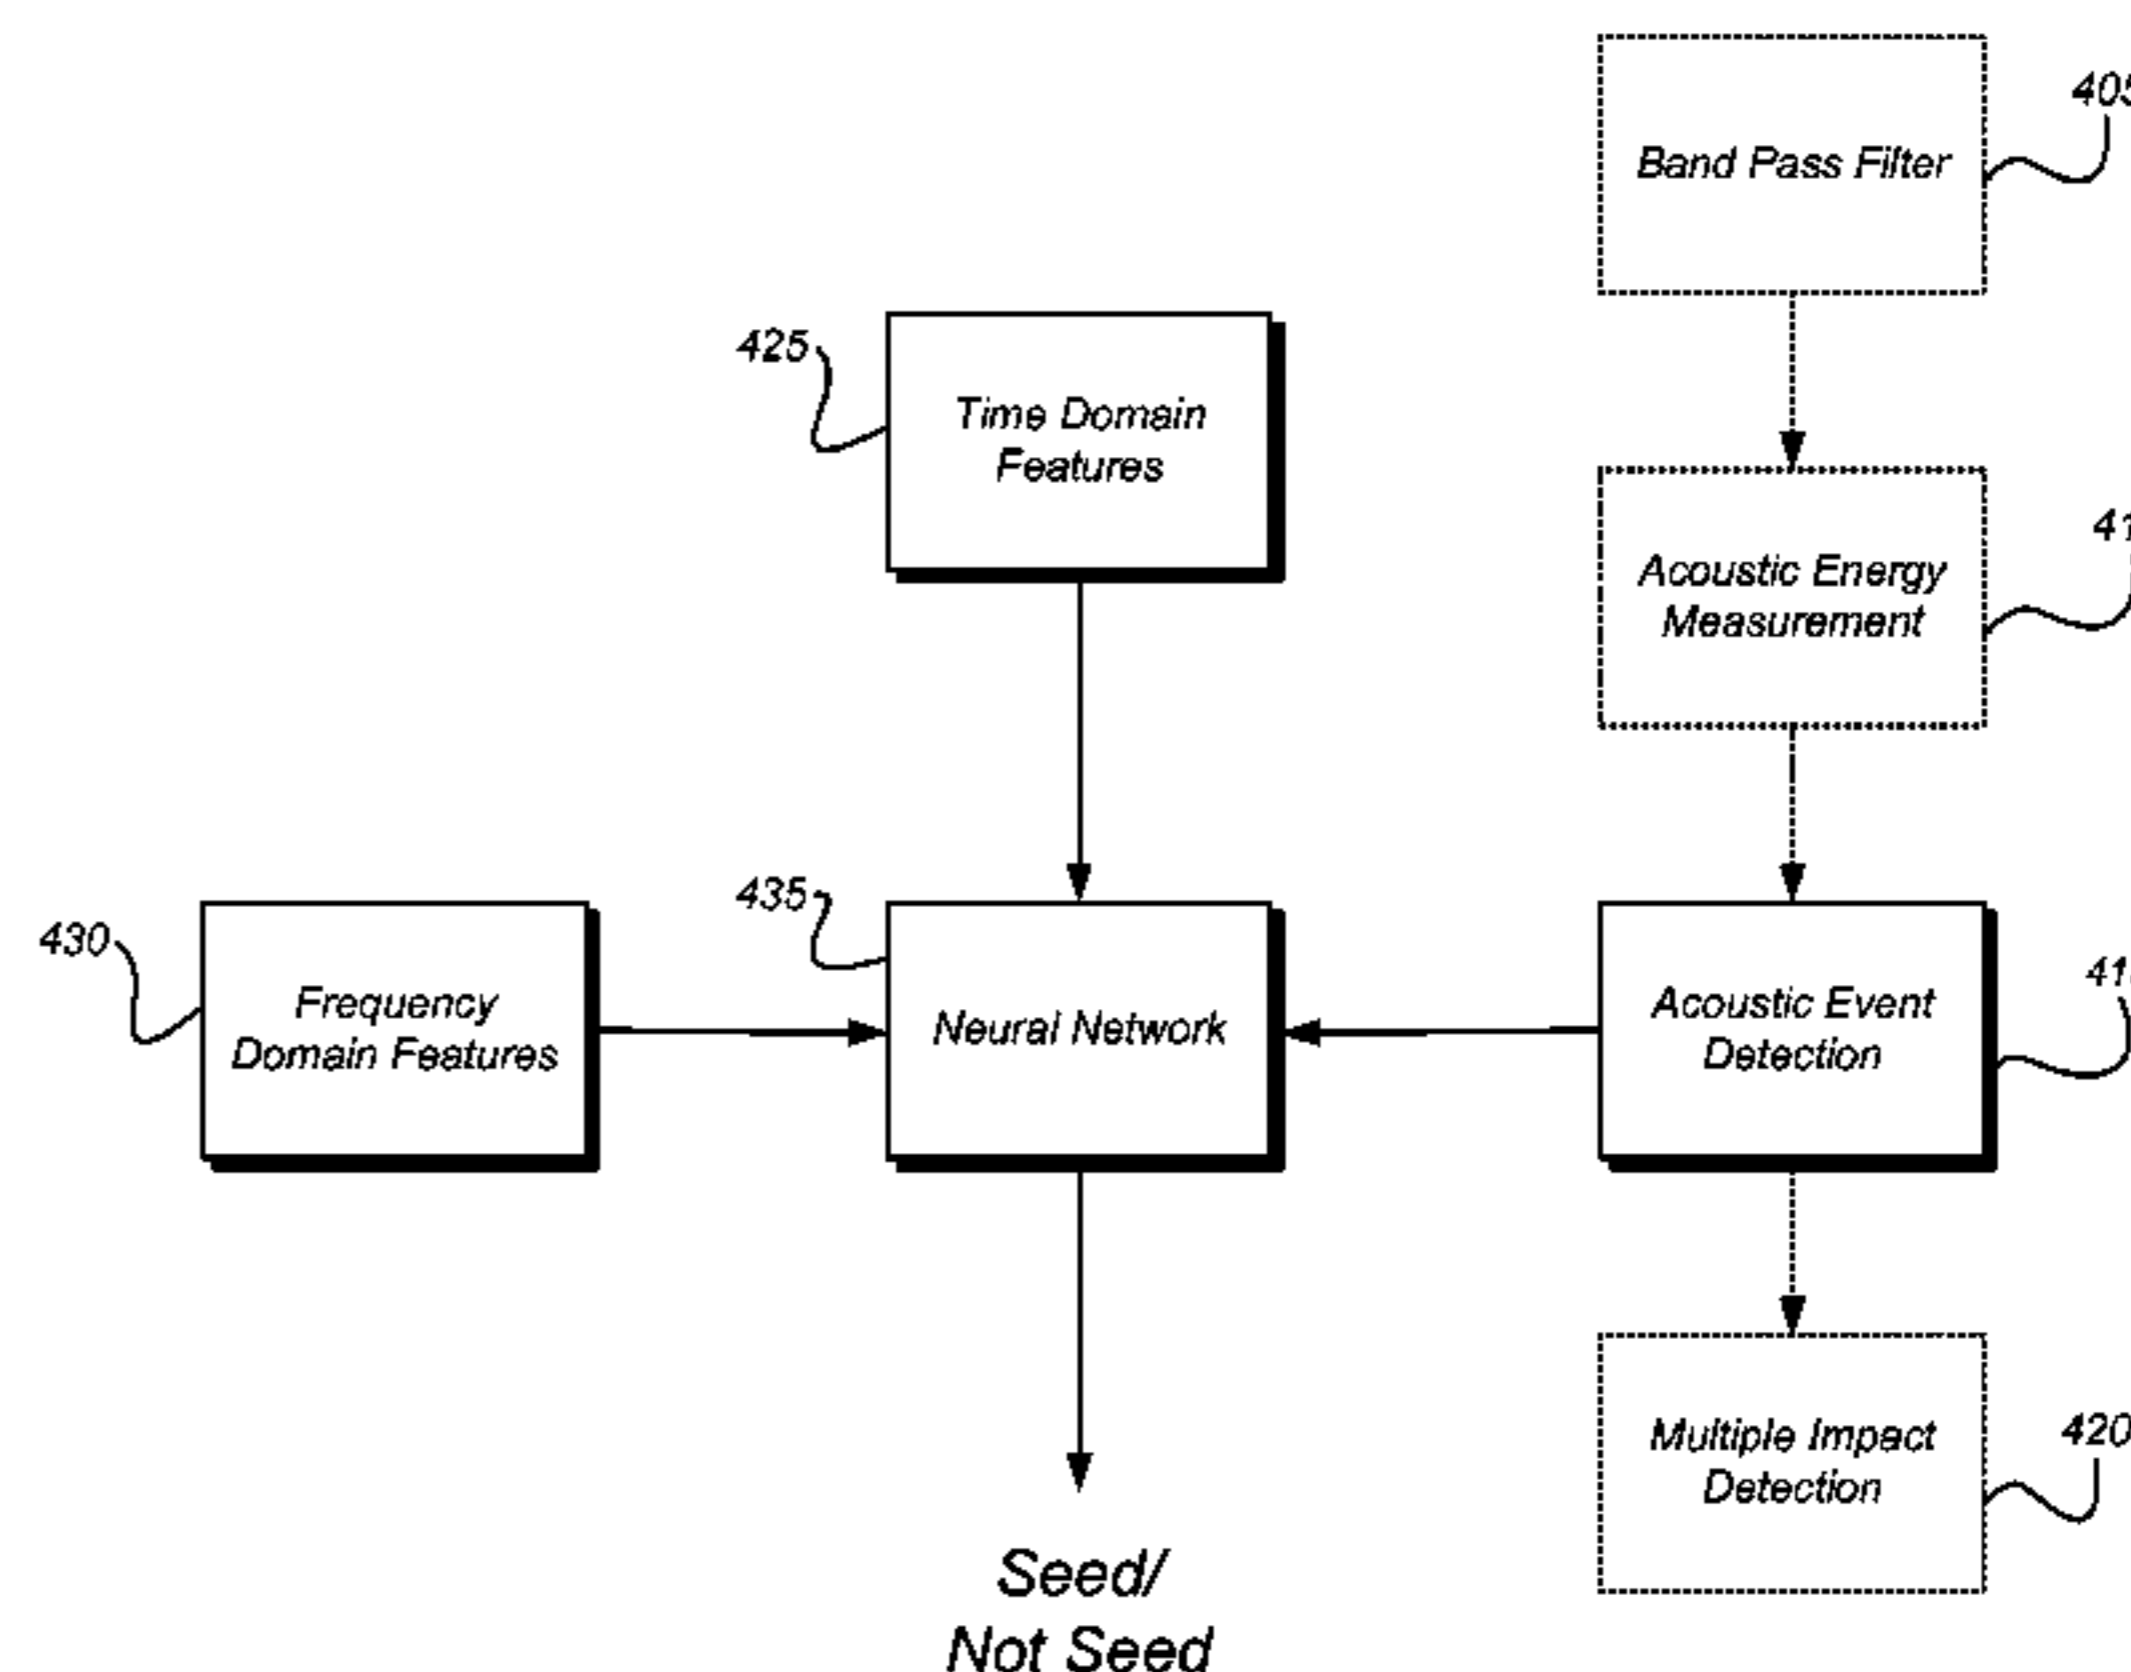 405
Band Pass Filter
425
Time Domain
Features
Acoustic Energy
Measurement
435
430
Frequency
Domain Features
Neural Network
Acoustic Event
Detection
Multiple Impact
Detection
420
Seed/
Not Seed